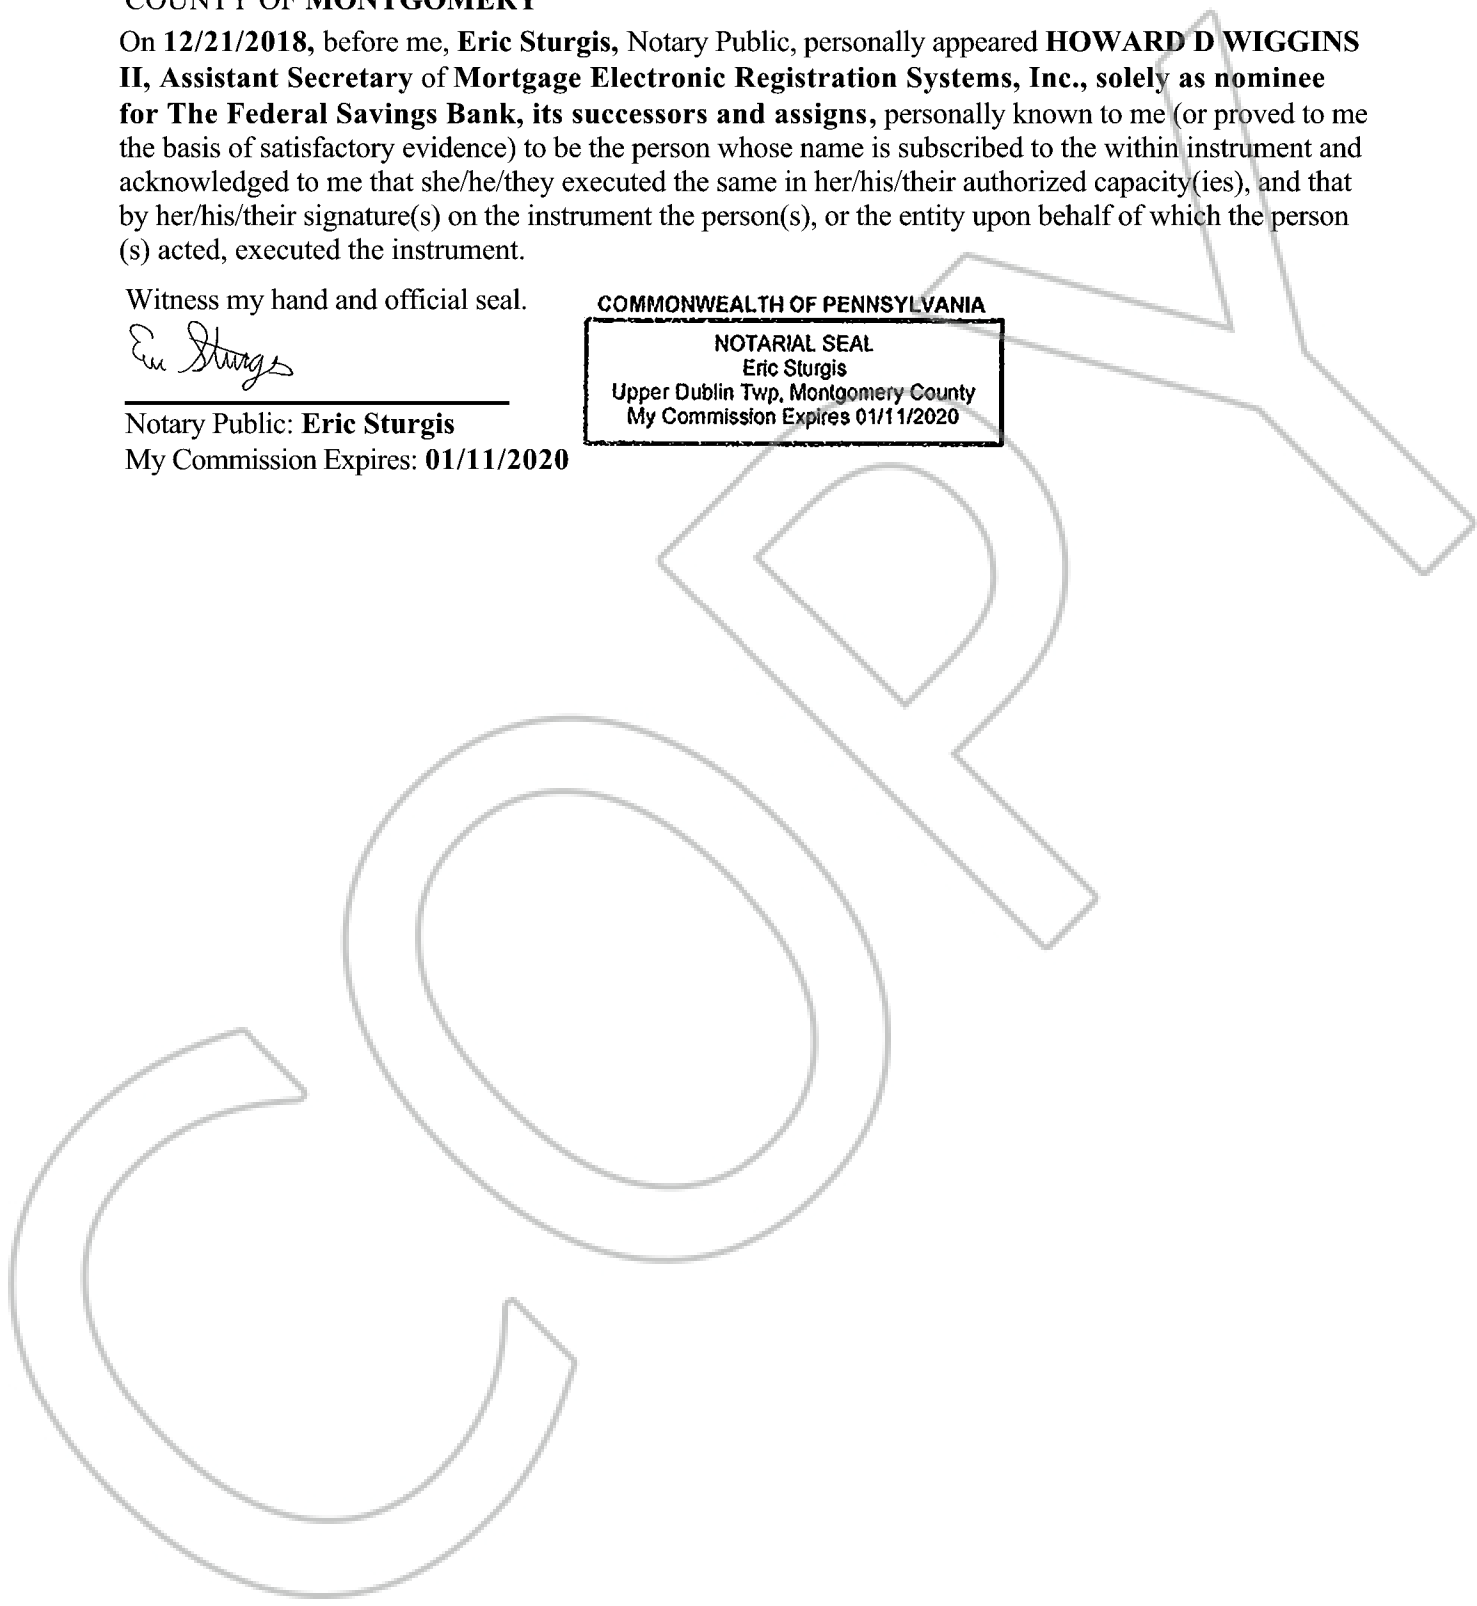 COUNTY OF MONTGOMERY
On 12/21/2018, before me, Eric Sturgis, Notary Public, personally appeared HOWARD D WIGGINS
II, Assistant Secretary of Mortgage Electronic Registration Systems, Inc., solely as nominee
for The Federal Savings Bank, its successors and assigns, personally known to me (or proved to me
the basis of satisfactory evidence) to be the person whose name is subscribed to the within instrument and
acknowledged to me that she/he/they executed the same in her/his/their authorized capacity(ies), and that
by her/his/their signature(s) on the instrument the person(s), or the entity upon behalf of which the person
(s) acted, executed the instrument.
Witness my hand and official seal.
Eric Sturgis
Notary Public: Eric Sturgis
My Commission Expires: 01/11/2020
COMMONWEALTH OF PENNSYLVANIA
NOTARIAL SEAL
Eric Sturgis
Upper Dublin Twp, Montgomery County
My Commission Expires 01/11/2020
COPY